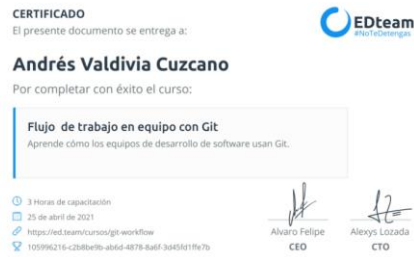 CERTIFICADO
El presente documento se entrega a:
EDteam
#NoTeDetengas
Andrés Valdivia Cuzcano
Por completar con éxito el curso:
Flujo de trabajo en equipo con Git
Aprende cómo los equipos de desarrollo de software usan Git.
3 Horas de capacitación
25 de abril de 2021
https://ed.team/cursos/git-workflow
105996216-c2b8be9b-ab6d-4878-8a6f-3d45fd1ffe7b
Alvaro Felipe
CEO
Alexys Lozada
CTO